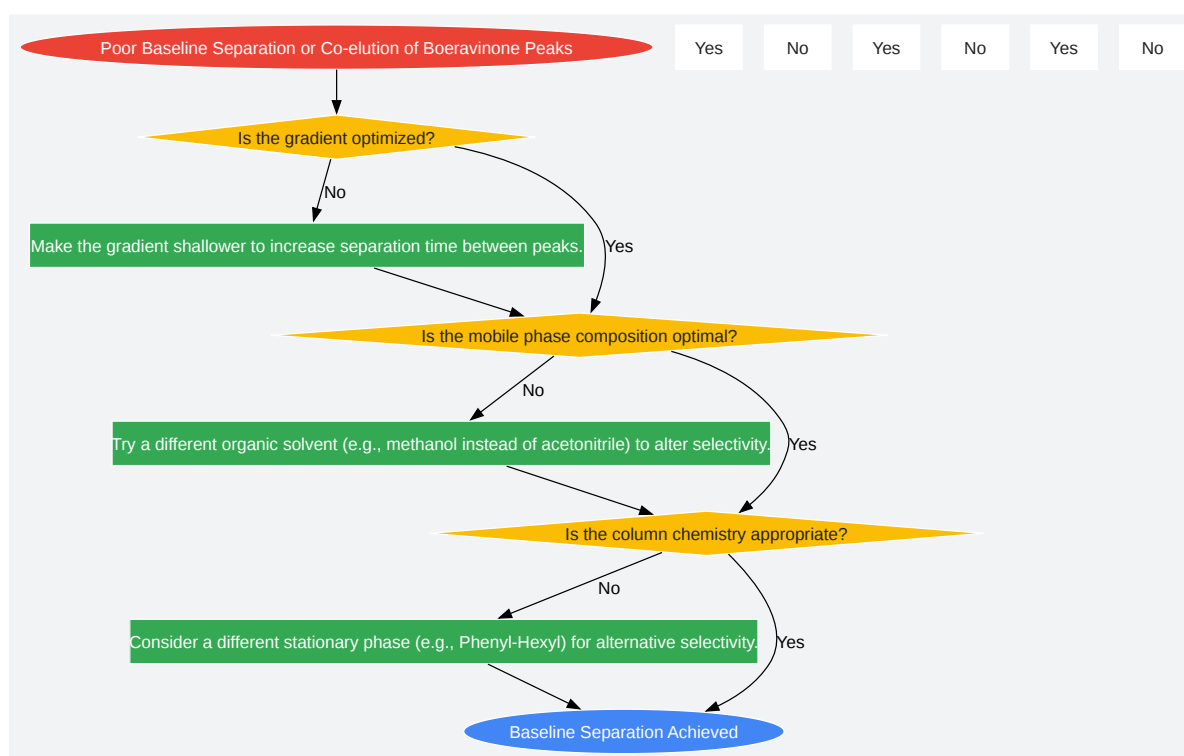 Poor Baseline Separation or Co-elution of Boeravinone Peaks
Yes
No
Yes
No
Yes
No
Is the gradient optimized?
No
Make the gradient shallower to increase separation time between peaks.
Yes
Is the mobile phase composition optimal?
No
Try a different organic solvent (e.g., methanol instead of acetonitrile) to alter selectivity.
Yes
Is the column chemistry appropriate?
No
Consider a different stationary phase (e.g., Phenyl-Hexyl) for alternative selectivity.
Yes
Baseline Separation Achieved